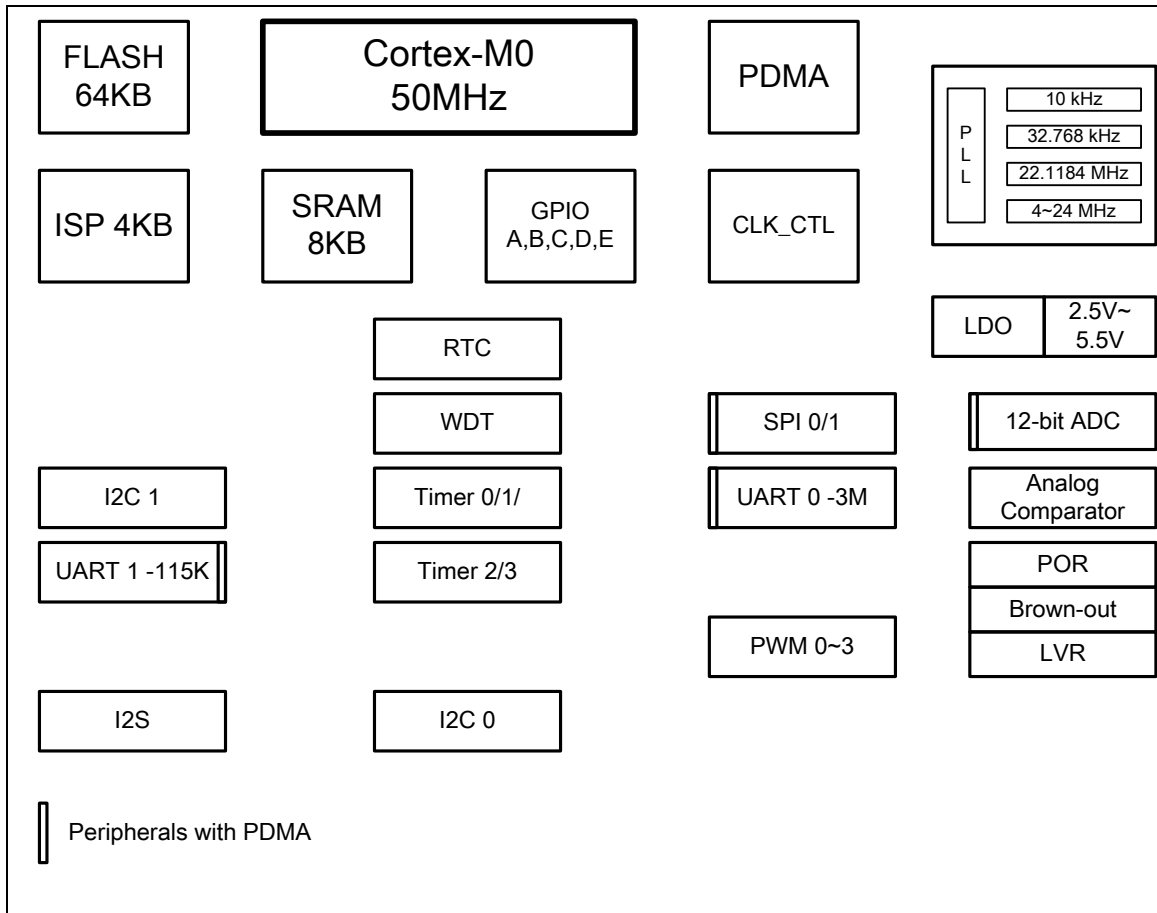 FLASH
64KB
Cortex-M0
50MHz
PDMA
PLL
10 kHz
32.768 kHz
22.1184 MHz
4~24 MHz
ISP 4KB
SRAM
8KB
GPIO
A,B,C,D,E
CLK_CTL
LDO
2.5V~
5.5V
RTC
WDT
SPI 0/1
12-bit ADC
I2C 1
Timer 0/1/
UART 0 -3M
Analog
Comparator
UART 1 -115K
Timer 2/3
POR
Brown-out
PWM 0~3
LVR
I2S
I2C 0
Peripherals with PDMA